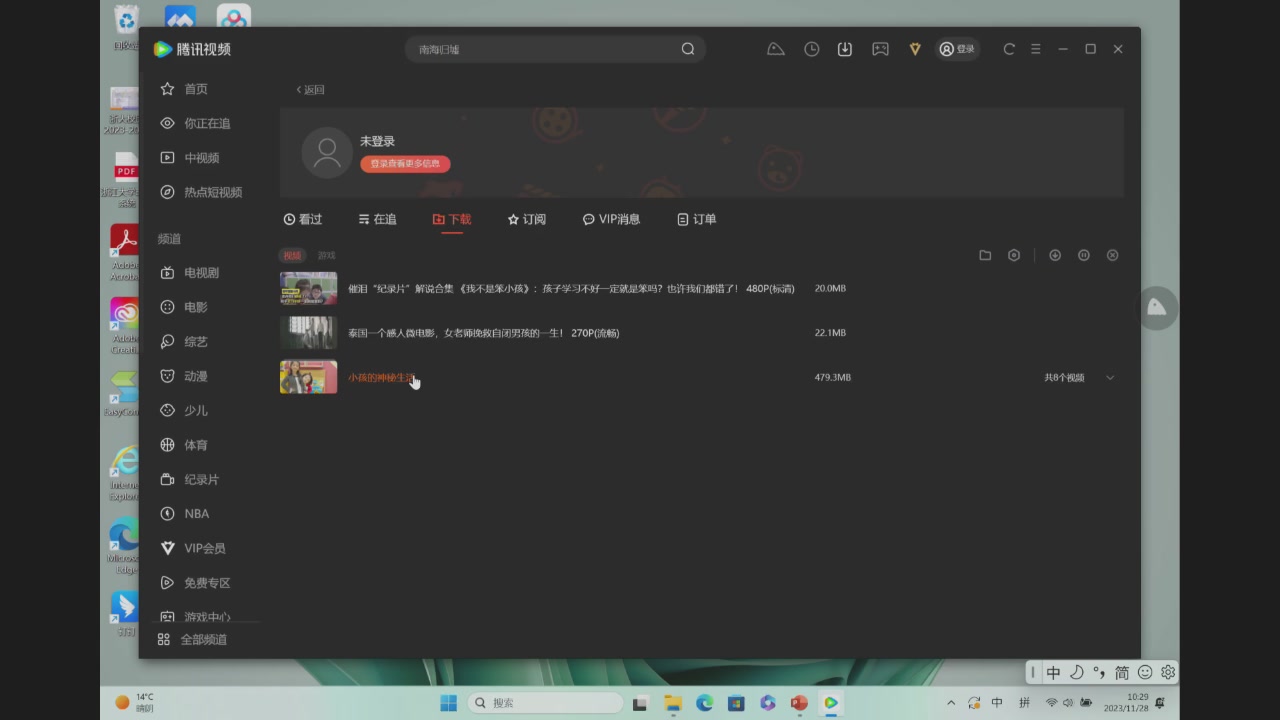 腾讯视频
南海归墟
登录
首页
你正在追
中视频
热点短视频
频道
电视剧
电影
综艺
动漫
少儿
体育
纪录片
NBA
VIP会员
免费专区
游戏中心
全部频道
返回
未登录
登录查看更多信息
看过
在追
下载
订阅
VIP消息
订单
视频
游戏
催泪“纪录片”解说合集 《我不是笨小孩》：孩子学习不好一定就是笨吗？也许我们都错了！ 480P(标清)
20.0MB
泰国一个感人微电影，女老师挽救自闭男孩的一生！ 270P(流畅)
22.1MB
小孩的神秘生活
479.3MB
共8个视频
PDF
钉钉
中
简
14°C
晴朗
搜索
中
拼
10:29
2023/11/28